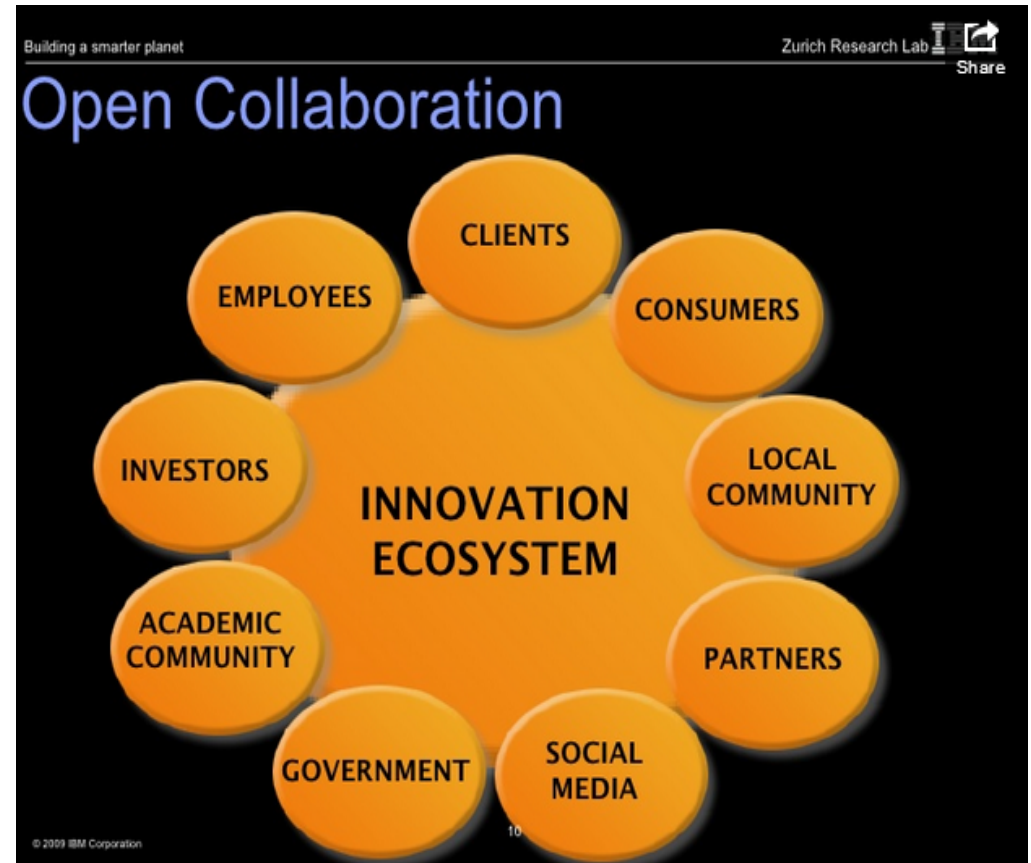 Building a smarter planet
Zurich Research Lab
Share
Open Collaboration
CLIENTS
EMPLOYEES
CONSUMERS
INVESTORS
LOCAL
COMMUNITY
INNOVATION
ECOSYSTEM
ACADEMIC
COMMUNITY
PARTNERS
GOVERNMENT
SOCIAL
MEDIA
10
© 2009 IBM Corporation